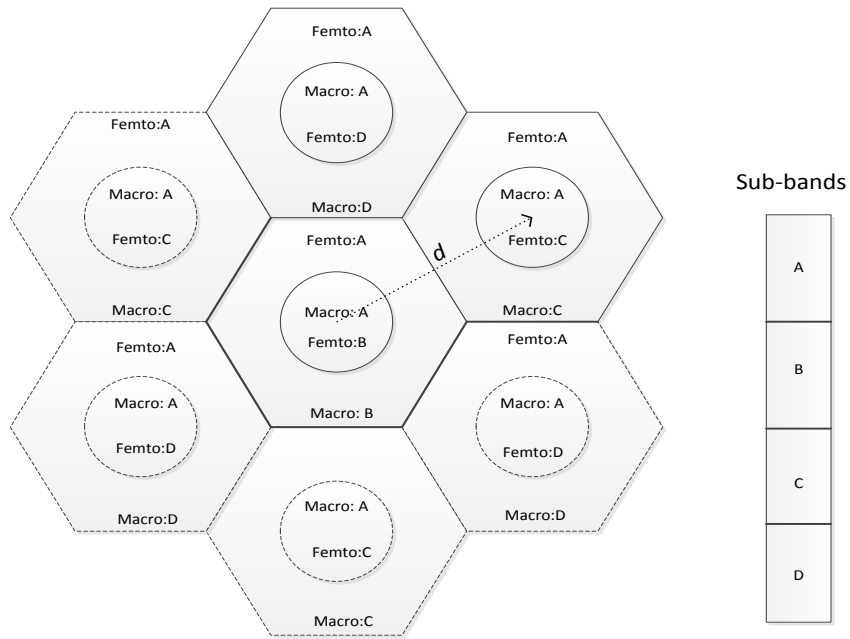 Femto:A
Macro: A
Femto:D
Macro:D
Femto:A
Macro: A
Femto:C
Macro:C
Femto:A
Macro: A
Femto:C
Macro:C
Femto:A
Macro: A
Femto:B
Macro: B
d
Femto:A
Macro: A
Femto:D
Macro:D
Femto:A
Macro: A
Femto:D
Macro:D
Macro: A
Femto:C
Macro:C
Sub-bands
A
B
C
D